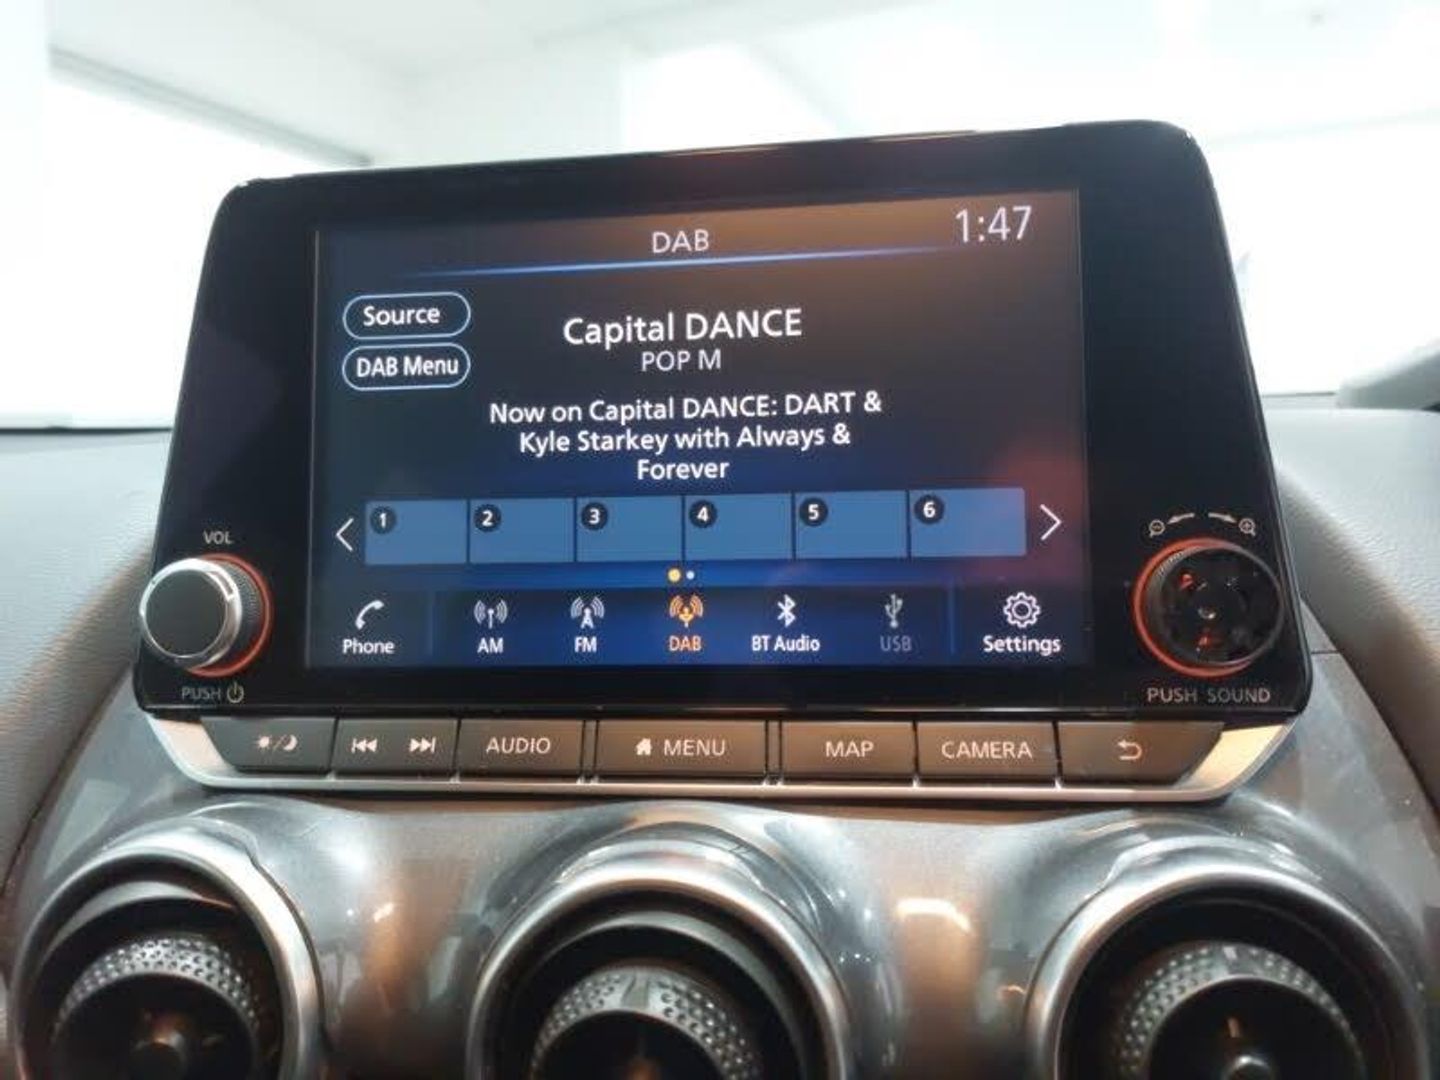 DAB
1:47
Source
DAB Menu
Capital DANCE
POP M
Now on Capital DANCE: DART &
Kyle Starkey with Always &
Forever
1 2 3 4 5 6
Phone AM FM DAB BT Audio USB Settings
VOL
PUSH
PUSH SOUND
AUDIO MENU MAP CAMERA